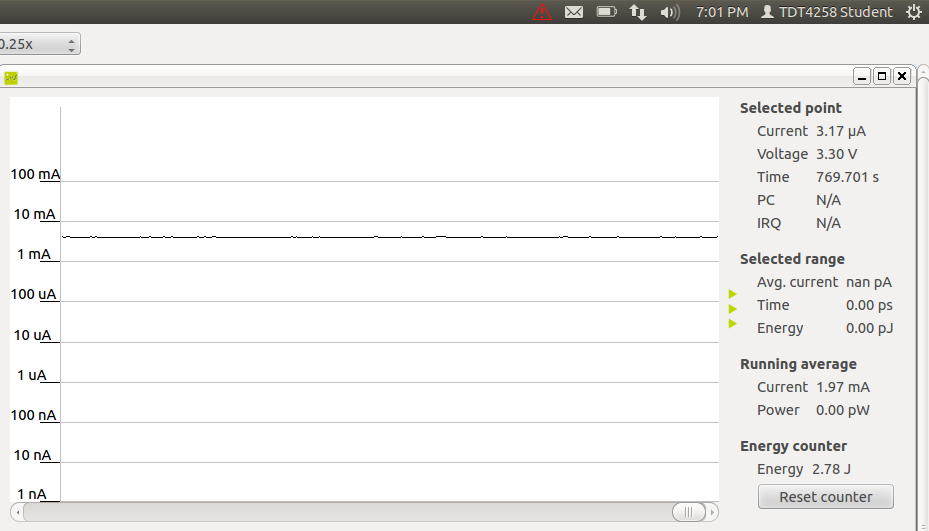 7:01 PM TDT4258 Student
0.25x
100 mA
10 mA
1 mA
100 uA
10 uA
1 uA
100 nA
10 nA
1 nA
Selected point
Current 3.17 µA
Voltage 3.30 V
Time 769.701 s
PC N/A
IRQ N/A
Selected range
Avg. current nan pA
Time 0.00 ps
Energy 0.00 pJ
Running average
Current 1.97 mA
Power 0.00 pW
Energy counter
Energy 2.78 J
Reset counter